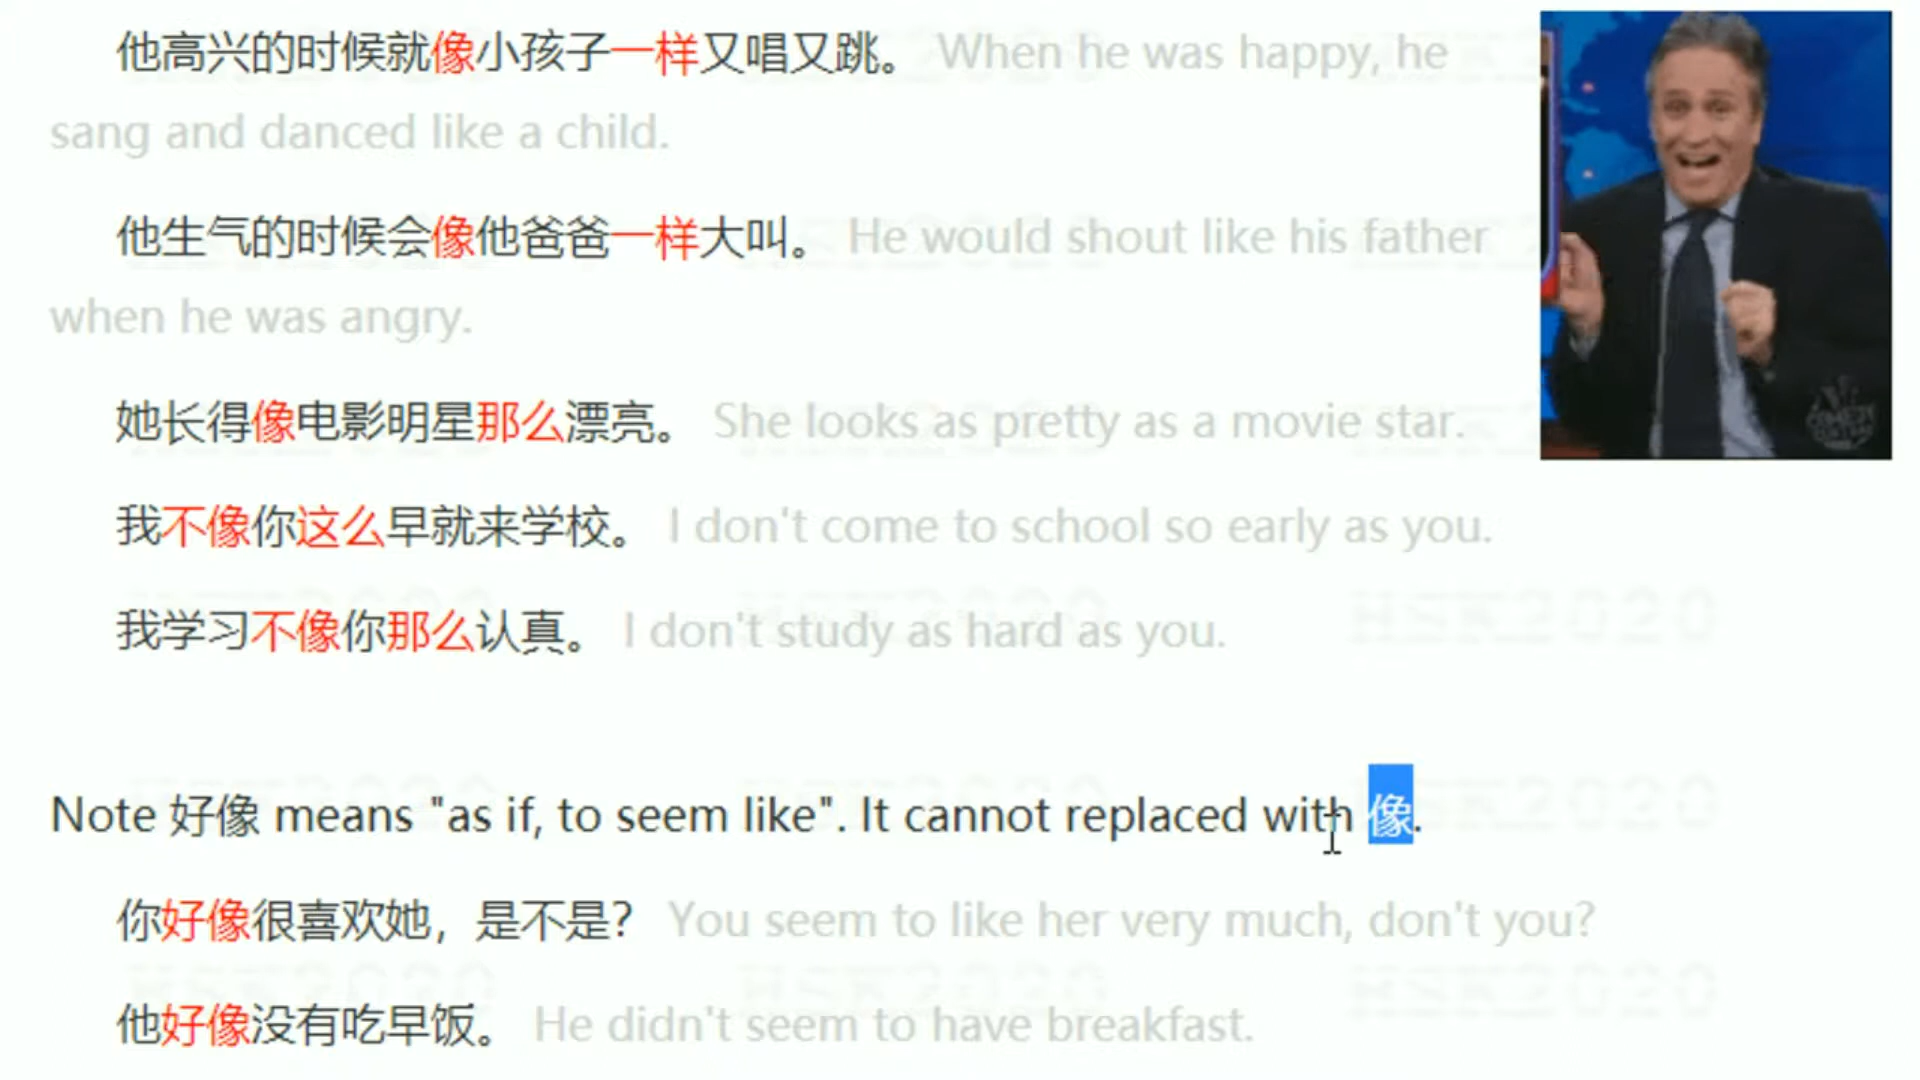 他高兴的时候就像小孩子一样又唱又跳。 When he was happy, he
sang and danced like a child.
他生气的时候会像他爸爸一样大叫。 He would shout like his father
when he was angry.
她长得像电影明星那么漂亮。 She looks as pretty as a movie star.
我不像你这么早就来学校。 I don't come to school so early as you.
我学习不像你那么认真。 I don't study as hard as you.
Note 好像 means "as if, to seem like". It cannot replaced with 像.
你好像很喜欢她，是不是？ You seem to like her very much, don't you?
他好像没有吃早饭。 He didn't seem to have breakfast.
HSK2020
COMEDY CENTRAL